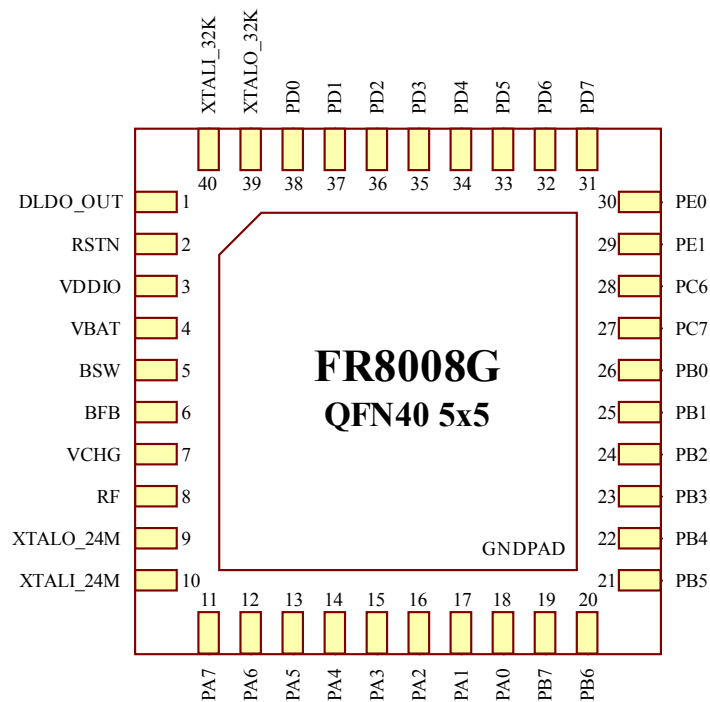 XTALI_32K
XTALO_32K
PD0
PD1
PD2
PD3
PD4
PD5
PD6
PD7
40
39
38
37
36
35
34
33
32
31
DLDO_OUT 1
RSTN 2
VDDIO 3
VBAT 4
BSW 5
BFB 6
VCHG 7
RF 8
XTALO_24M 9
XTALI_24M 10
FR8008G
QFN40 5x5
GNDPAD
30 PE0
29 PE1
28 PC6
27 PC7
26 PB0
25 PB1
24 PB2
23 PB3
22 PB4
21 PB5
11
12
13
14
15
16
17
18
19
20
PA7
PA6
PA5
PA4
PA3
PA2
PA1
PA0
PB7
PB6